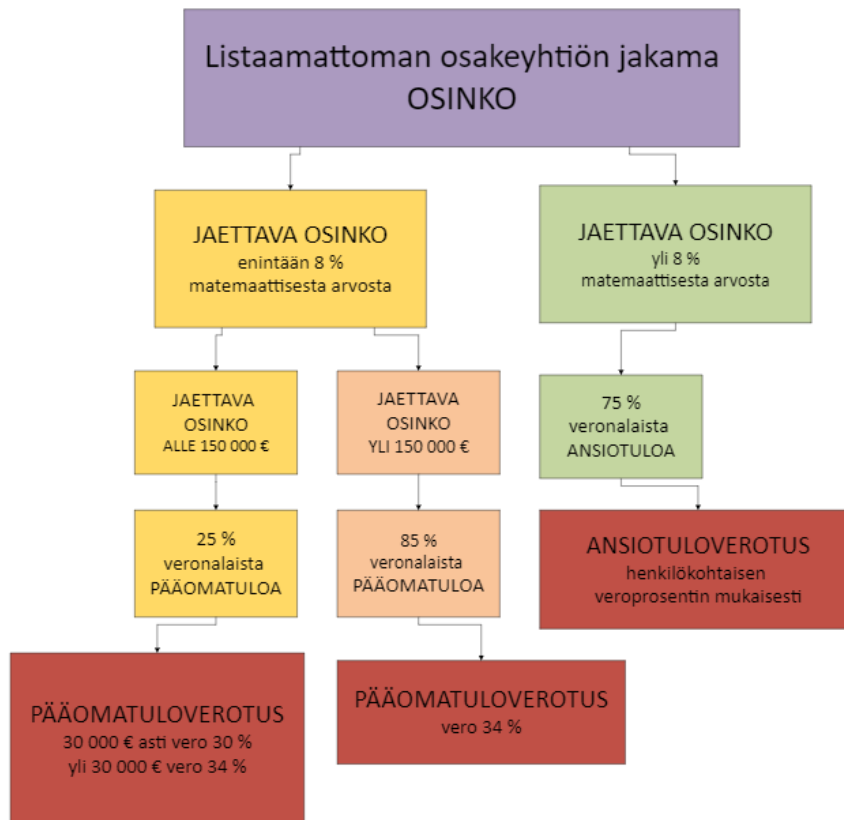 Listaamattoman osakeyhtiön jakama
OSINKO
JAETTAVA OSINKO
enintään 8 %
matemaattisesta arvosta
JAETTAVA OSINKO
yli 8 %
matemaattisesta arvosta
JAETTAVA
OSINKO
ALLE 150 000 €
JAETTAVA
OSINKO
YLI 150 000 €
75 %
veronalaista
ANSIOTULOA
25 %
veronalaista
PÄÄOMATULOA
85 %
veronalaista
PÄÄOMATULOA
ANSIOTULOVEROTUS
henkilökohtaisen
veroprosentin mukaisesti
PÄÄOMATULOVEROTUS
30 000 € asti vero 30 %
yli 30 000 € vero 34 %
PÄÄOMATULOVEROTUS
vero 34 %